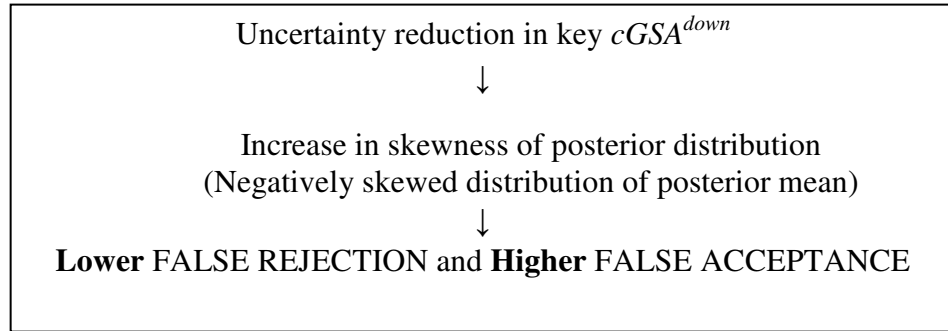 Uncertainty reduction in key cGSA^down
↓
Increase in skewness of posterior distribution
(Negatively skewed distribution of posterior mean)
↓
Lower FALSE REJECTION and Higher FALSE ACCEPTANCE